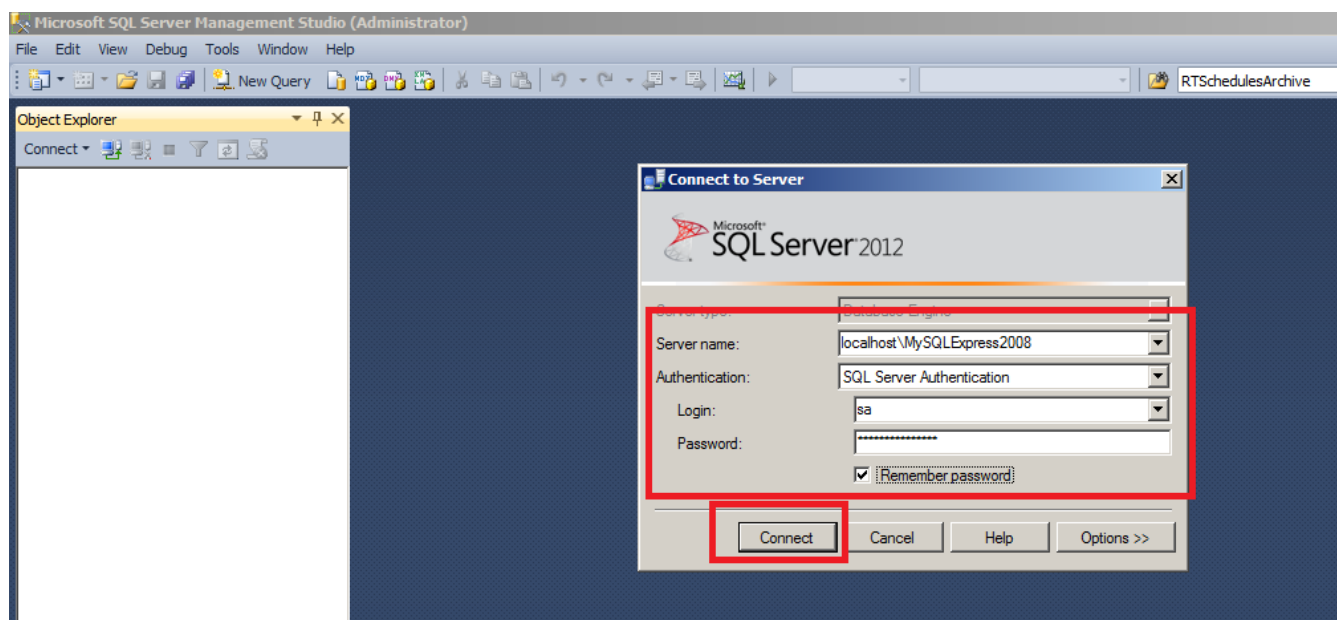 Microsoft SQL Server Management Studio (Administrator)
File Edit View Debug Tools Window Help
New Query RTSchedulesArchive
Object Explorer
Connect
Connect to Server
Microsoft®
SQL Server® 2012
Server type: Database Engine
Server name: localhost\MySQLExpress2008
Authentication: SQL Server Authentication
Login: sa
Password: ***************
Remember password
Connect Cancel Help Options >>